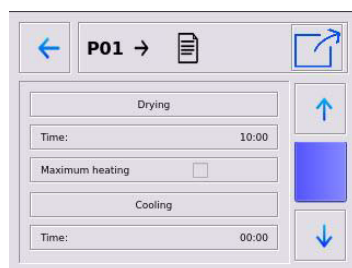 P01 →
Drying
Time: 10:00
Maximum heating
Cooling
Time: 00:00